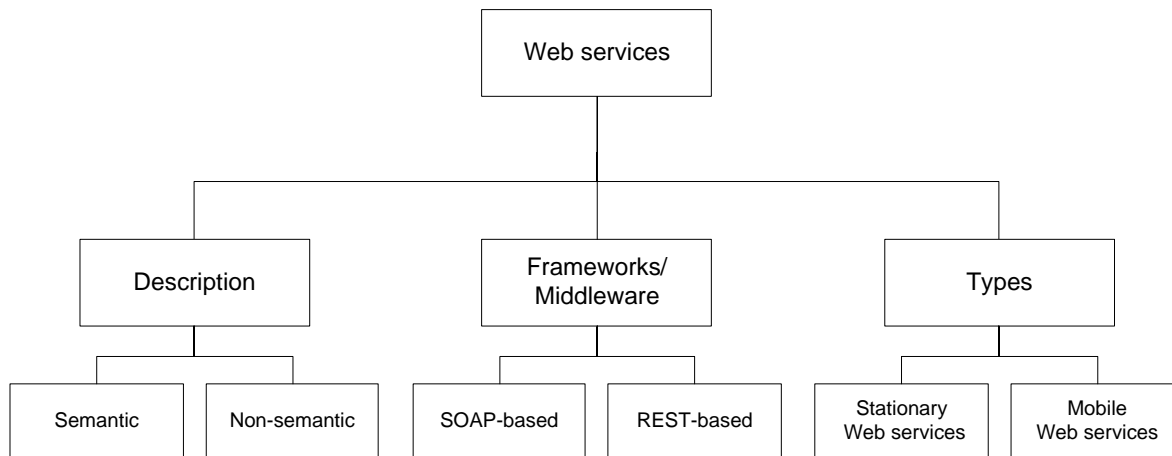 Web services
Description
Frameworks/
Middleware
Types
Semantic
Non-semantic
SOAP-based
REST-based
Stationary
Web services
Mobile
Web services